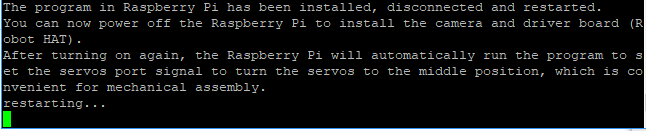 The program in Raspberry Pi has been installed, disconnected and restarted.
You can now power off the Raspberry Pi to install the camera and driver board (R
obot HAT).
After turning on again, the Raspberry Pi will automatically run the program to s
et the servos port signal to turn the servos to the middle position, which is co
nvenient for mechanical assembly.
restarting...